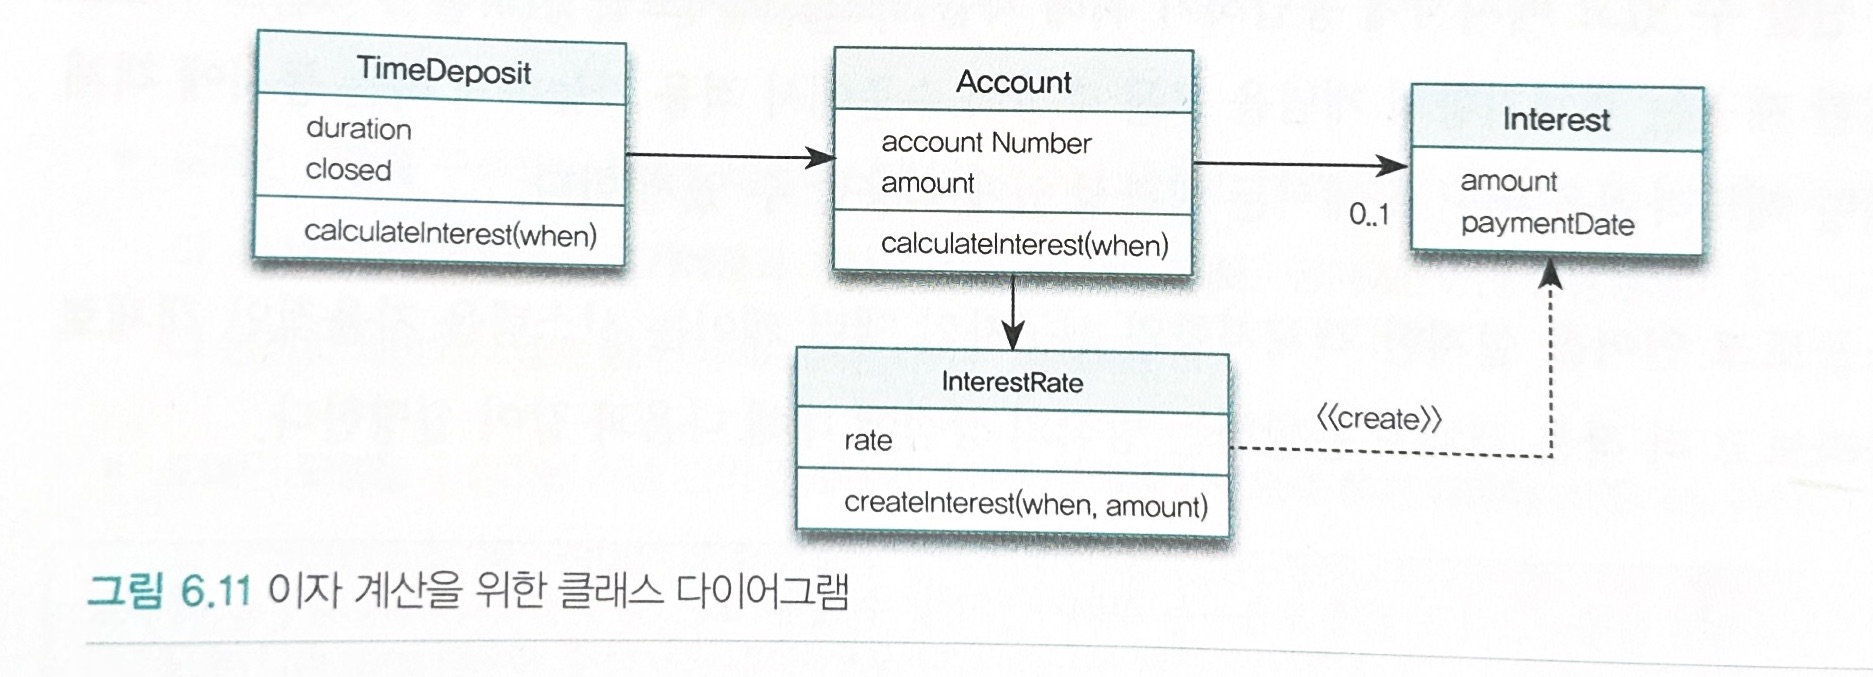 TimeDeposit
duration
closed
calculateInterest(when)
Account
account Number
amount
calculateInterest(when)
Interest
amount
paymentDate
0..1
InterestRate
rate
createInterest(when, amount)
《create》
그림 6.11 이자 계산을 위한 클래스 다이어그램